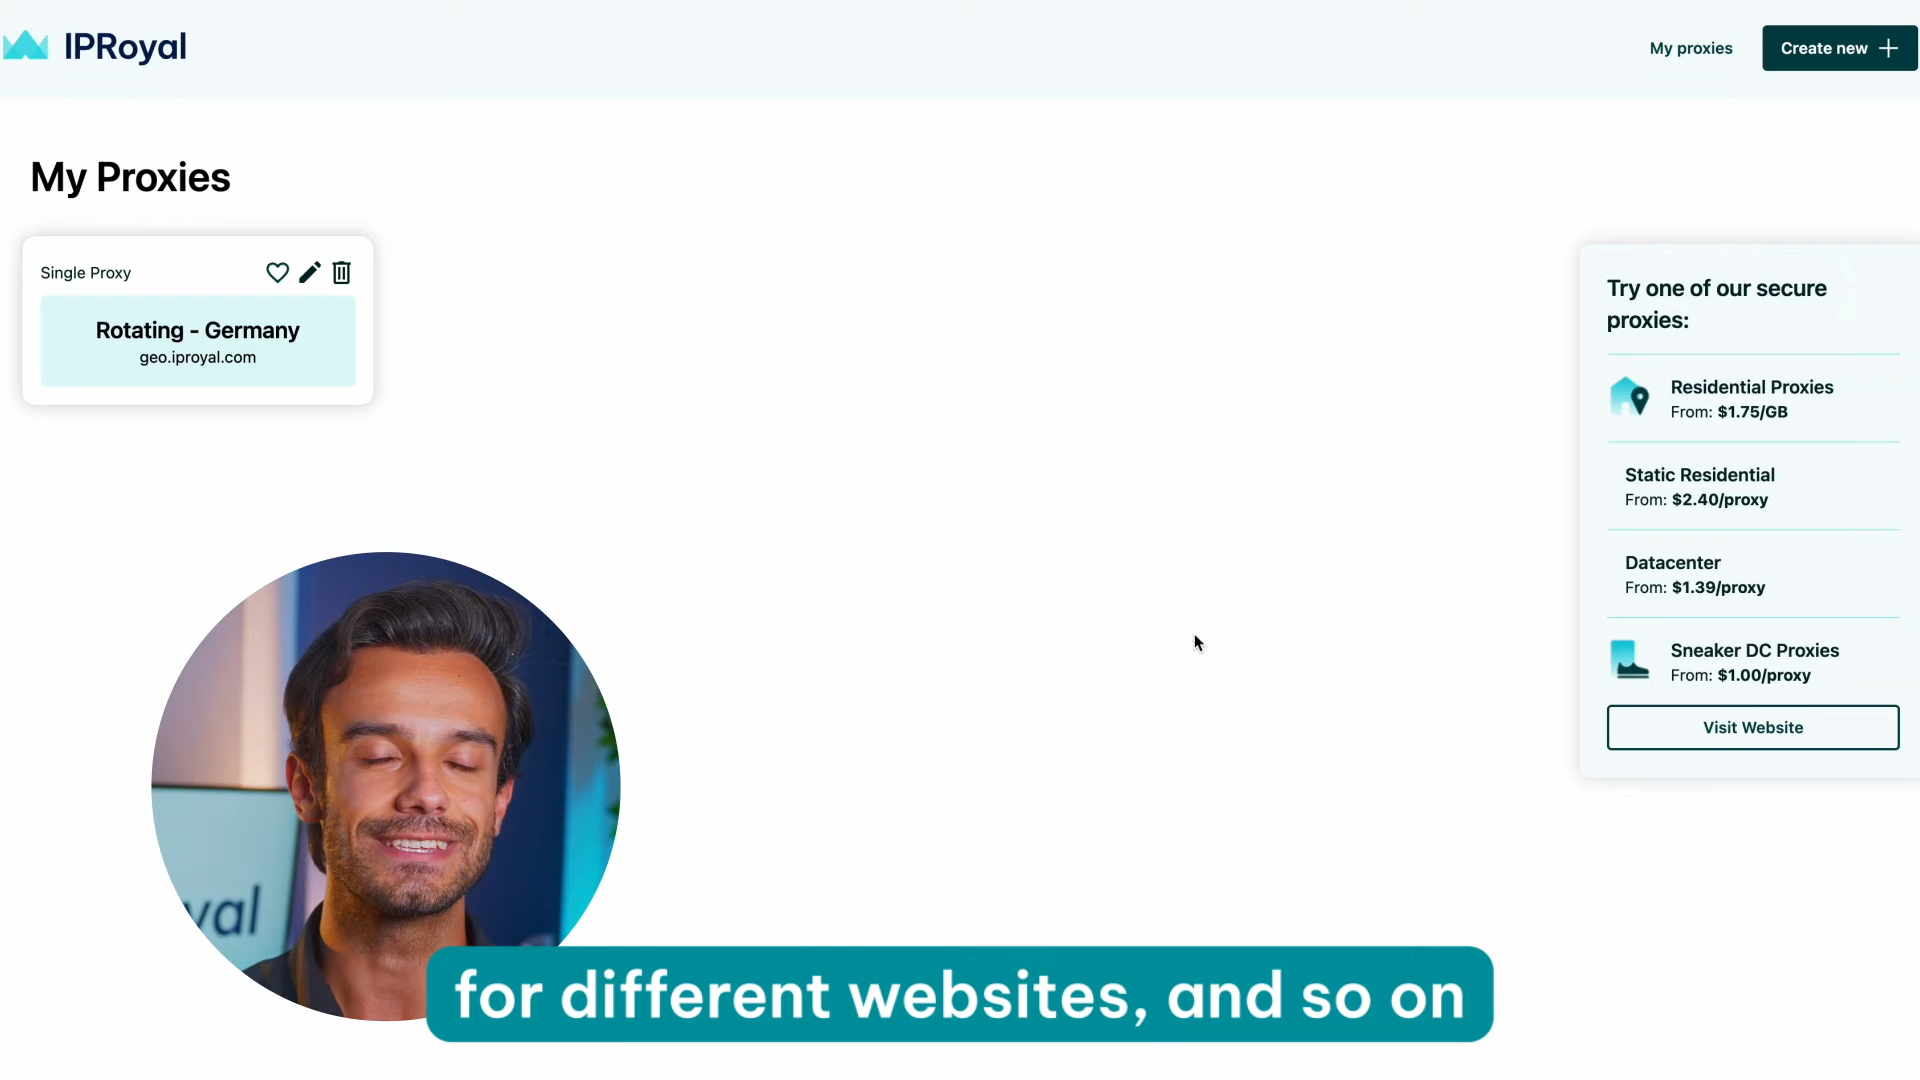 IPRoyal
My proxies
Create new
My Proxies
Single Proxy
Rotating - Germany
geo.iproyal.com
Try one of our secure
proxies:
Residential Proxies
From: $1.75/GB
Static Residential
From: $2.40/proxy
Datacenter
From: $1.39/proxy
Sneaker DC Proxies
From: $1.00/proxy
Visit Website
yal
for different websites, and so on